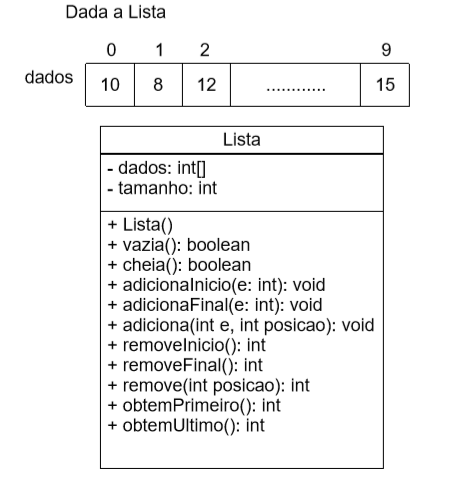 Dada a Lista
0 1 2 9
dados 10 8 12 ............ 15
Lista
- dados: int[]
- tamanho: int
+ Lista()
+ vazia(): boolean
+ cheia(): boolean
+ adicionaInicio(e: int): void
+ adicionaFinal(e: int): void
+ adiciona(int e, int posicao): void
+ removeInicio(): int
+ removeFinal(): int
+ remove(int posicao): int
+ obtemPrimeiro(): int
+ obtemUltimo(): int